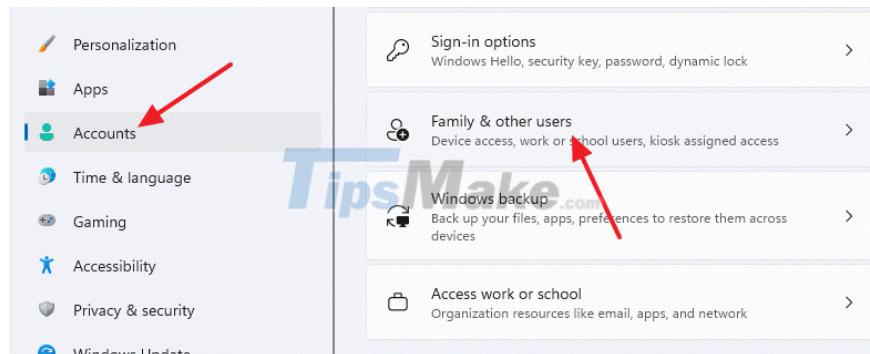 Personalization
Apps
Accounts
Time & language
Gaming
Accessibility
Privacy & security
Windows Update
Sign-in options
Windows Hello, security key, password, dynamic lock
Family & other users
Device access, work or school users, kiosk assigned access
Windows backup
Back up your files, apps, preferences to restore them across
devices
Access work or school
Organization resources like email, apps, and network
TipsMake.com